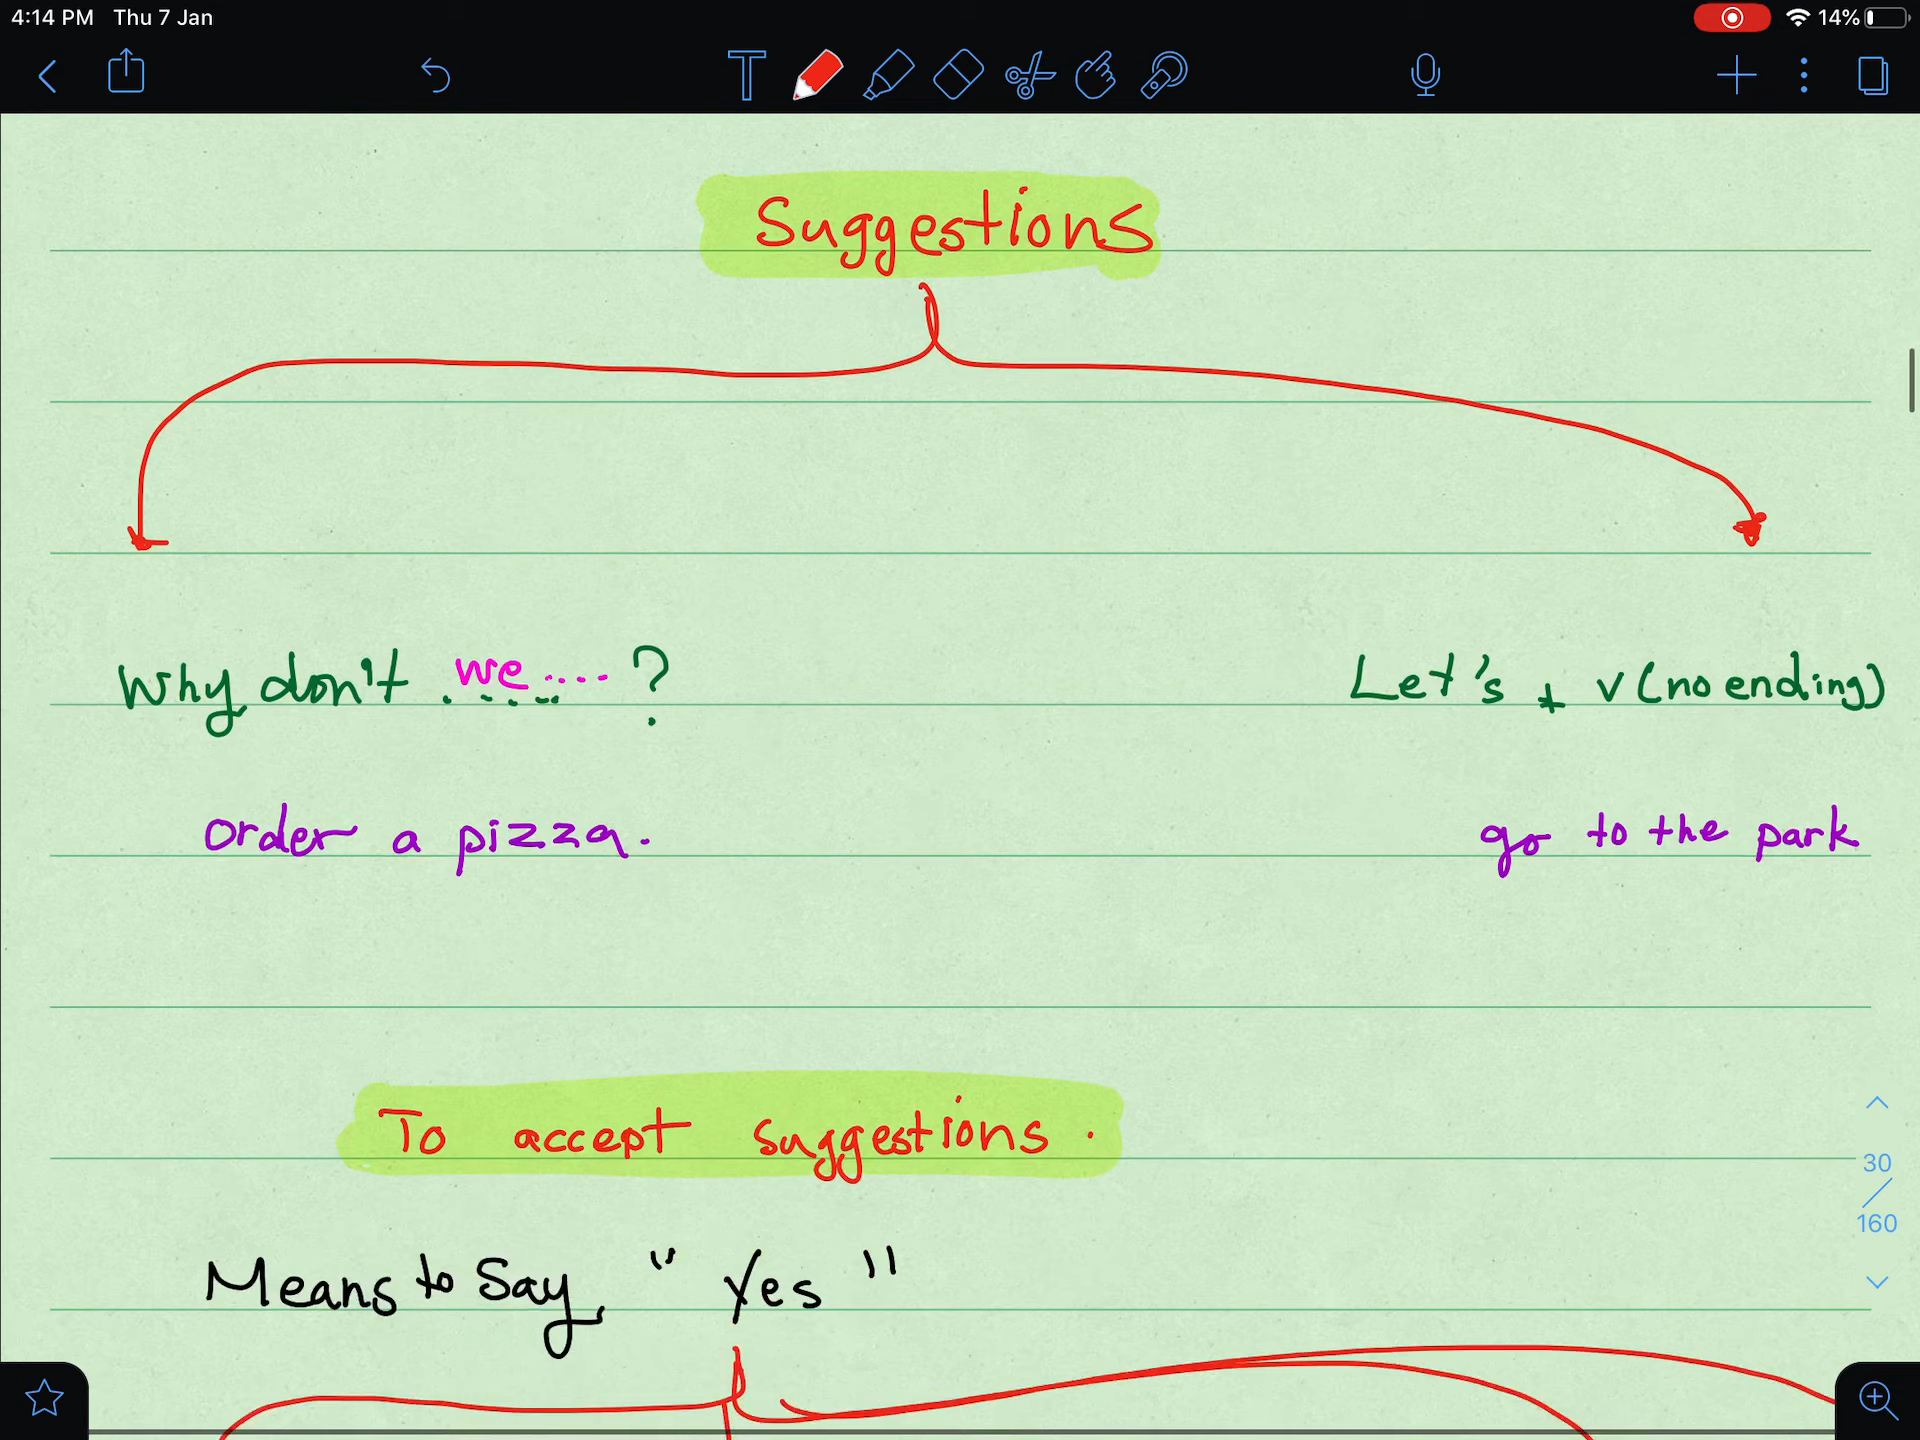 4:14 PM Thu 7 Jan 14%
Suggestions
Why don't we....?
Let's + v (no ending)
order a pizza.
go to the park
To accept suggestions.
30
/
160
Means to Say, " Yes "